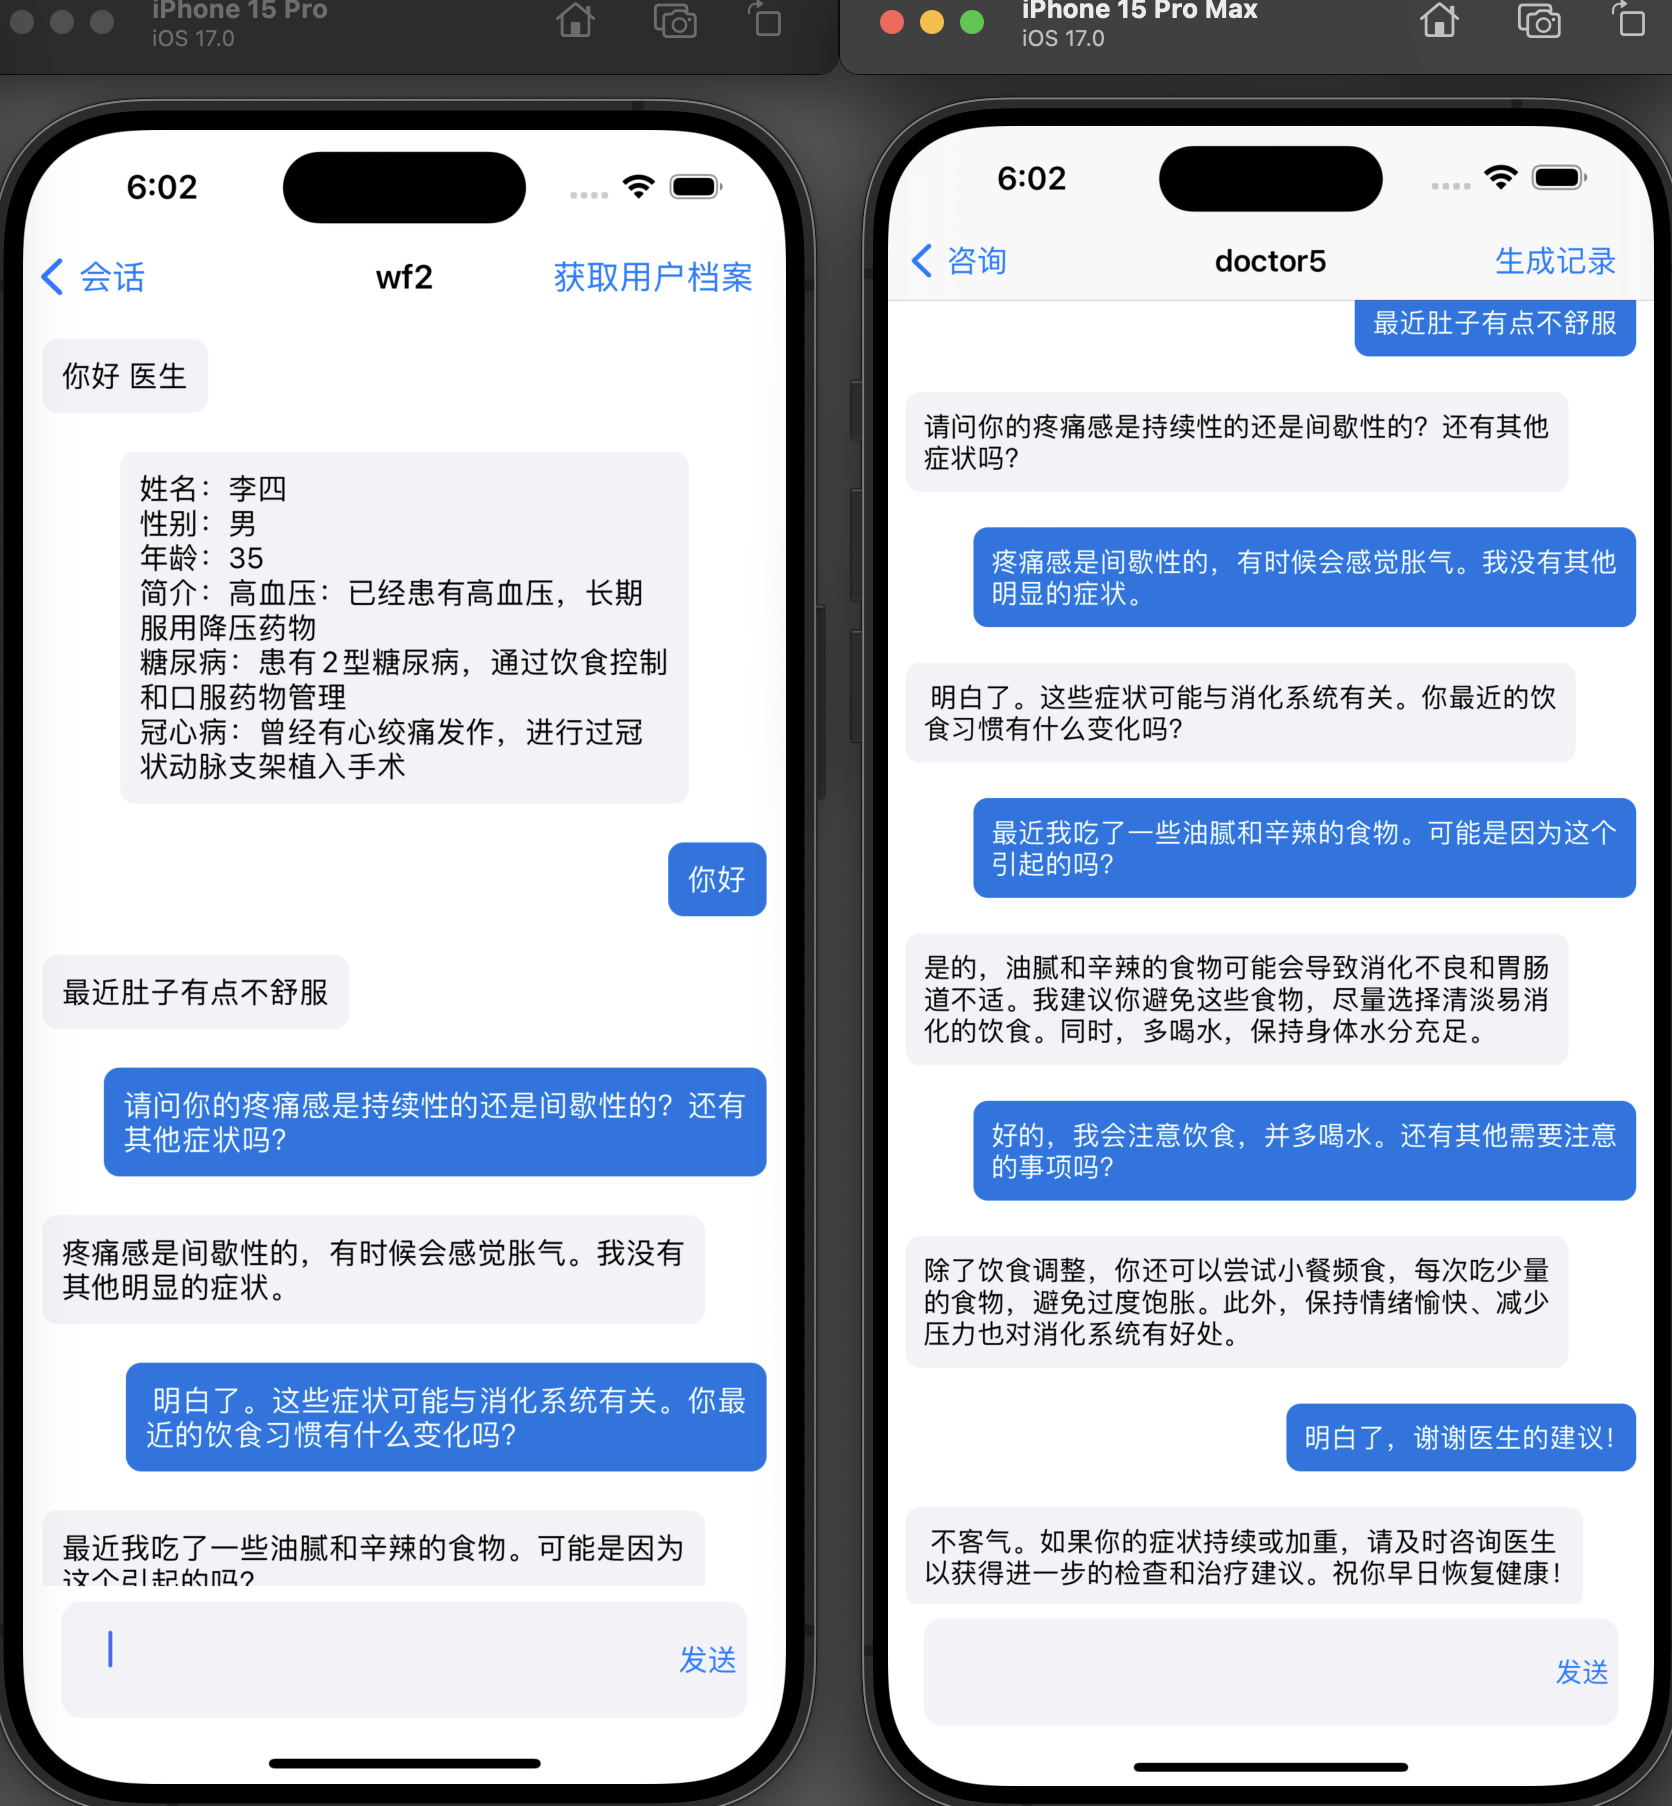 iPhone 15 Pro
iOS 17.0
6:02
会话
wf2
获取用户档案
你好 医生
姓名：李四
性别：男
年龄：35
简介：高血压：已经患有高血压，长期
服用降压药物
糖尿病：患有2型糖尿病，通过饮食控制
和口服药物管理
冠心病：曾经有心绞痛发作，进行过冠
状动脉支架植入手术
你好
最近肚子有点不舒服
请问你的疼痛感是持续性的还是间歇性的？还有
其他症状吗？
疼痛感是间歇性的，有时候会感觉胀气。我没有
其他明显的症状。
明白了。这些症状可能与消化系统有关。你最
近的饮食习惯有什么变化吗？
最近我吃了一些油腻和辛辣的食物。可能是因为
这个引起的吗？
发送
iPhone 15 Pro Max
iOS 17.0
6:02
咨询
doctor5
生成记录
最近肚子有点不舒服
请问你的疼痛感是持续性的还是间歇性的？还有其他
症状吗？
疼痛感是间歇性的，有时候会感觉胀气。我没有其他
明显的症状。
明白了。这些症状可能与消化系统有关。你最近的饮
食习惯有什么变化吗？
最近我吃了一些油腻和辛辣的食物。可能是因为这个
引起的吗？
是的，油腻和辛辣的食物可能会导致消化不良和胃肠
道不适。我建议你避免这些食物，尽量选择清淡易消
化的饮食。同时，多喝水，保持身体水分充足。
好的，我会注意饮食，并多喝水。还有其他需要注意
的事项吗？
除了饮食调整，你还可以尝试小餐频食，每次吃少量
的食物，避免过度饱胀。此外，保持情绪愉快、减少
压力也对消化系统有好处。
明白了，谢谢医生的建议！
不客气。如果你的症状持续或加重，请及时咨询医生
以获得进一步的检查和治疗建议。祝你早日恢复健康！
发送